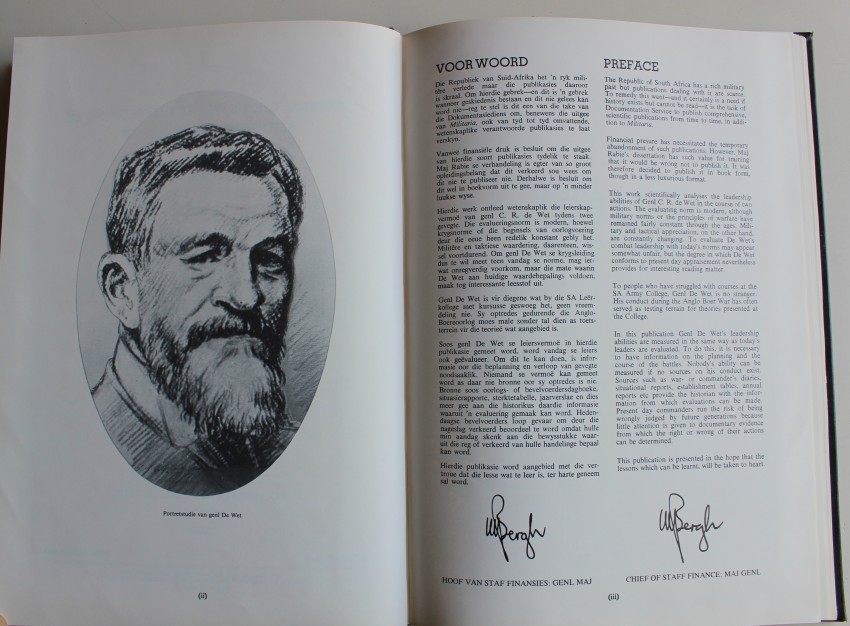 Portretstudie van genl De Wet
(ii)
VOORWOORD
Die Republiek van Suid-Afrika het 'n ryk mili-
têre verlede maar die publikasies daaroor
is skraal. Om hierdie gebrek—en dit is 'n gebrek
wanneer geskiedenis bestaan en dit nie gelees kan
word nie—reg te stel is dit een van die take van
die Dokumentasiediens om, benewens die uitgee
van Militaria, ook van tyd tot tyd omvattende,
wetenskaplike verantwoorde publikasies te laat
verskyn.
Vanweë finansiële druk is besluit om die uitgee
van hierdie soort publikasies tydelik te staak.
Maj Rabie se verhandeling is egter van so groot
opleidingsbelang dat dit verkeerd sou wees om
dit nie te publiseer nie. Derhalwe is besluit om
dit wel in boekvorm uit te gee, maar op 'n minder
luukse wyse.
Hierdie werk ontleed wetenskaplik die leierskap-
vermoë van genl C. R. de Wet tydens twee
gevegte. Die evalueringsnorm is modern, hoewel
krygsnorme of die beginsels van oorlogvoering
deur die eeue heen redelik konstant gebly het.
Militêre en taktiese waardering, daarenteen, wis-
sel voortdurend. Om genl De Wet se krygsleiding
dus te wil meet teen vandag se norme, mag iet-
wat onregverdig voorkom, maar die mate waarin
De Wet aan huidige waardebepalings voldoen,
maak tog interessante leesstof uit.
Genl De Wet is vir diegene wat by die SA Leër-
kollege met kursusse geswoeg het, geen vreem-
deling nie. Sy optredes gedurende die Anglo-
Boereoorlog moes male sonder tal dien as toets-
terrein vir die teorieë wat aangebied is.
Soos genl De Wet se leiersvermoë in hierdie
publikasie gemeet word, word vandag se leiers
ook geëvalueer. Om dit te kan doen, is infor-
masie oor die beplanning en verloop van gevegte
noodsaaklik. Niemand se vermoë kan gemeet
word as daar nie bronne oor sy optredes is nie.
Bronne soos oorlogs- of bevelvoerdersdagboeke,
situasierapporte, sterktetabelle, jaarverslae en dies
meer gee aan die historikus daardie informasie
waaruit 'n evaluering gemaak kan word. Heden-
daagse bevelvoerders loop gevaar om deur die
nageslag verkeerd beoordeel te word omdat hulle
min aandag skenk aan die bewysstukke waar-
uit die reg of verkeerd van hulle handelinge bepaal
kan word.
Hierdie publikasie word aangebied met die ver-
troue dat die lesse wat te leer is, ter harte geneem
sal word.
Bergh
HOOF VAN STAF FINANSIES: GENL MAJ
PREFACE
The Republic of South Africa has a rich military
past but publications dealing with it are scarce.
To remedy this want—and it certainly is a need if
history exists but cannot be read—it is the task of
Documentation Service to publish comprehensive,
scientific publications from time to time, in addi-
tion to Militaria.
Financial pressure has necessitated the temporary
abandonment of such publications. However, Maj
Rabie's dissertation has such value for training
that it would be wrong not to publish it. It was
therefore decided to publish it in book form,
though in a less luxurious format.
This work scientifically analyses the leadership
abilities of Genl C. R. de Wet in the course of two
actions. The evaluating norm is modern, although
military norms or the principles of warfare have
remained fairly constant through the ages. Mili-
tary and tactical appreciation, on the other hand,
are constantly changing. To evaluate De Wet's
combat leadership with today's norms may appear
somewhat unfair, but the degree in which De Wet
conforms to present day appraisement nevertheless
provides for interesting reading matter.
To people who have struggled with courses at the
SA Army College, Genl De Wet is no stranger.
His conduct during the Anglo Boer War has often
served as testing terrain for theories presented at
the College.
In this publication Genl De Wet's leadership
abilities are measured in the same way as today's
leaders are evaluated. To do this, it is necessary
to have information on the planning and the
course of the battles. Nobody's ability can be
measured if no sources on his conduct exist.
Sources such as war- or commander's diaries,
situational reports, establishment tables, annual
reports etc provide the historian with the infor-
mation from which evaluations can be made.
Present day commanders run the risk of being
wrongly judged by future generations because
little attention is given to documentary evidence
from which the right or wrong of their actions
can be determined.
This publication is presented in the hope that the
lessons which can be learnt, will be taken to heart.
Bergh
CHIEF OF STAFF FINANCE: MAJ GENL
(iii)